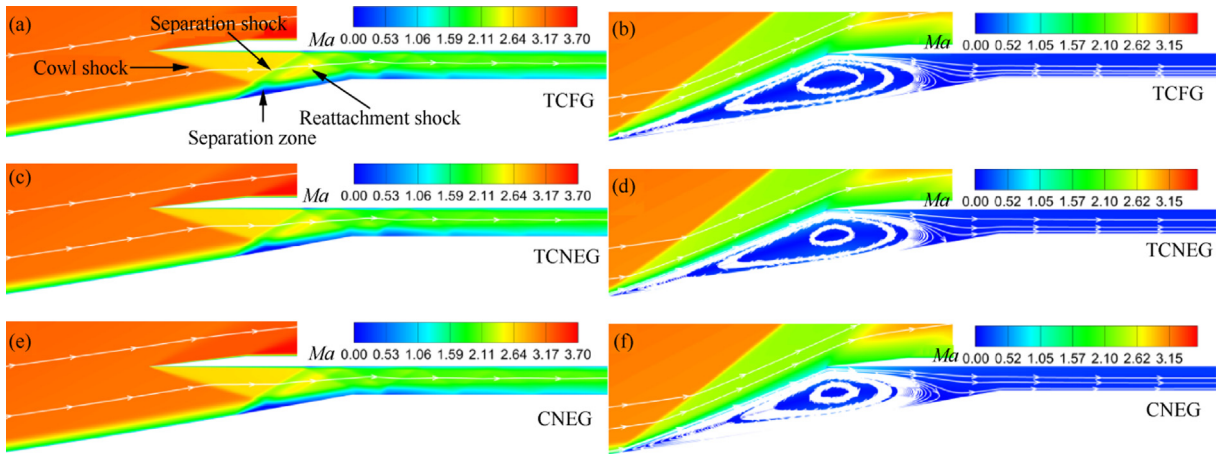 (a)
Separation shock
Cowl shock
Ma
0.00 0.53 1.06 1.59 2.11 2.64 3.17 3.70
TCFG
Reattachment shock
Separation zone
(b)
Ma
0.00 0.52 1.05 1.57 2.10 2.62 3.15
TCFG
(c)
Ma
0.00 0.53 1.06 1.59 2.11 2.64 3.17 3.70
TCNEG
(d)
Ma
0.00 0.52 1.05 1.57 2.10 2.62 3.15
TCNEG
(e)
Ma
0.00 0.53 1.06 1.59 2.11 2.64 3.17 3.70
CNEG
(f)
Ma
0.00 0.52 1.05 1.57 2.10 2.62 3.15
CNEG